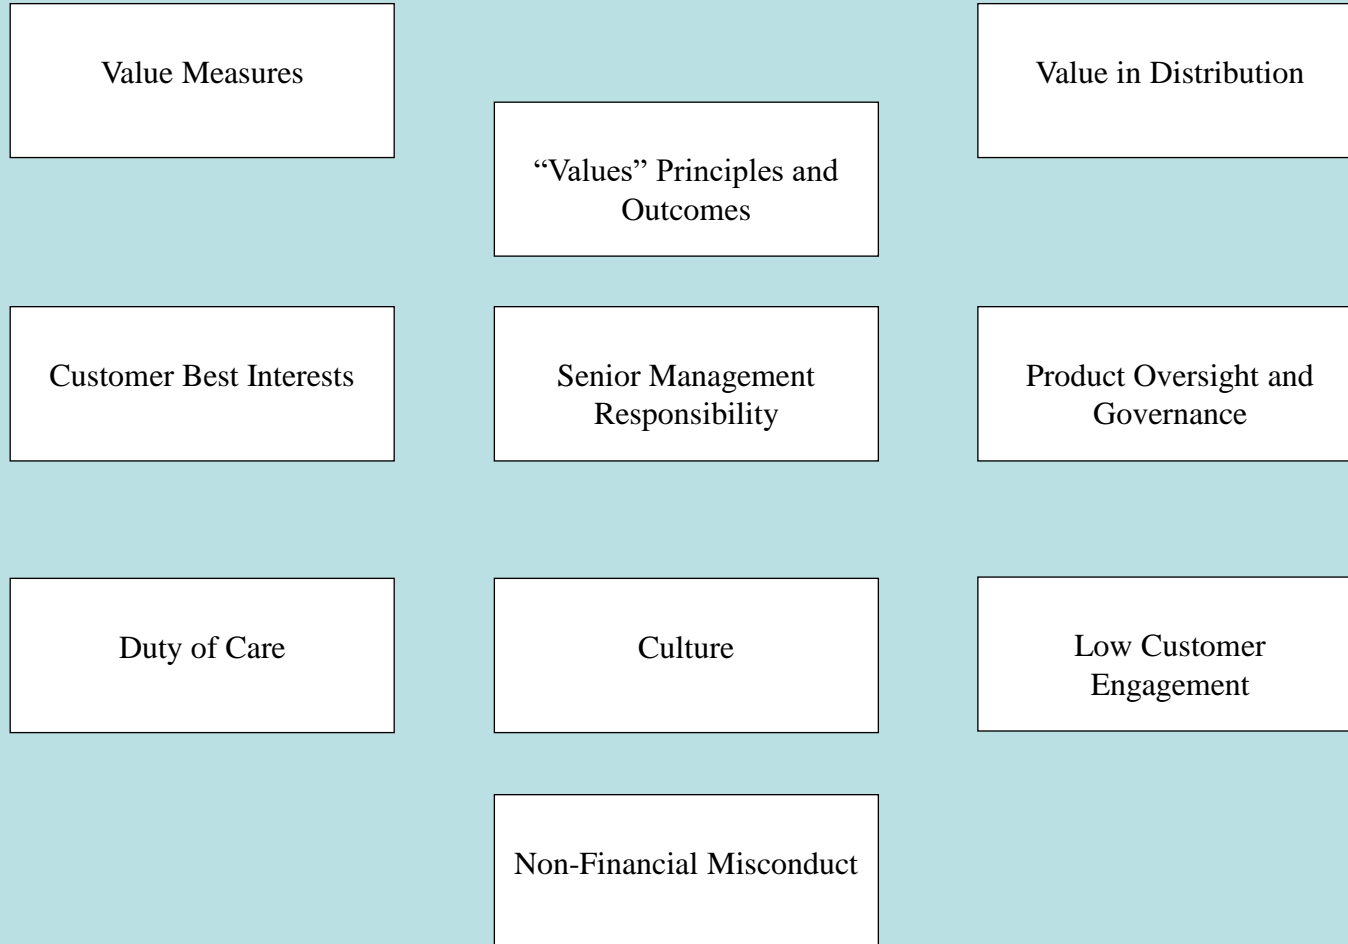 Value Measures
Value in Distribution
“Values” Principles and
Outcomes
Customer Best Interests
Senior Management
Responsibility
Product Oversight and
Governance
Duty of Care
Culture
Low Customer
Engagement
Non-Financial Misconduct